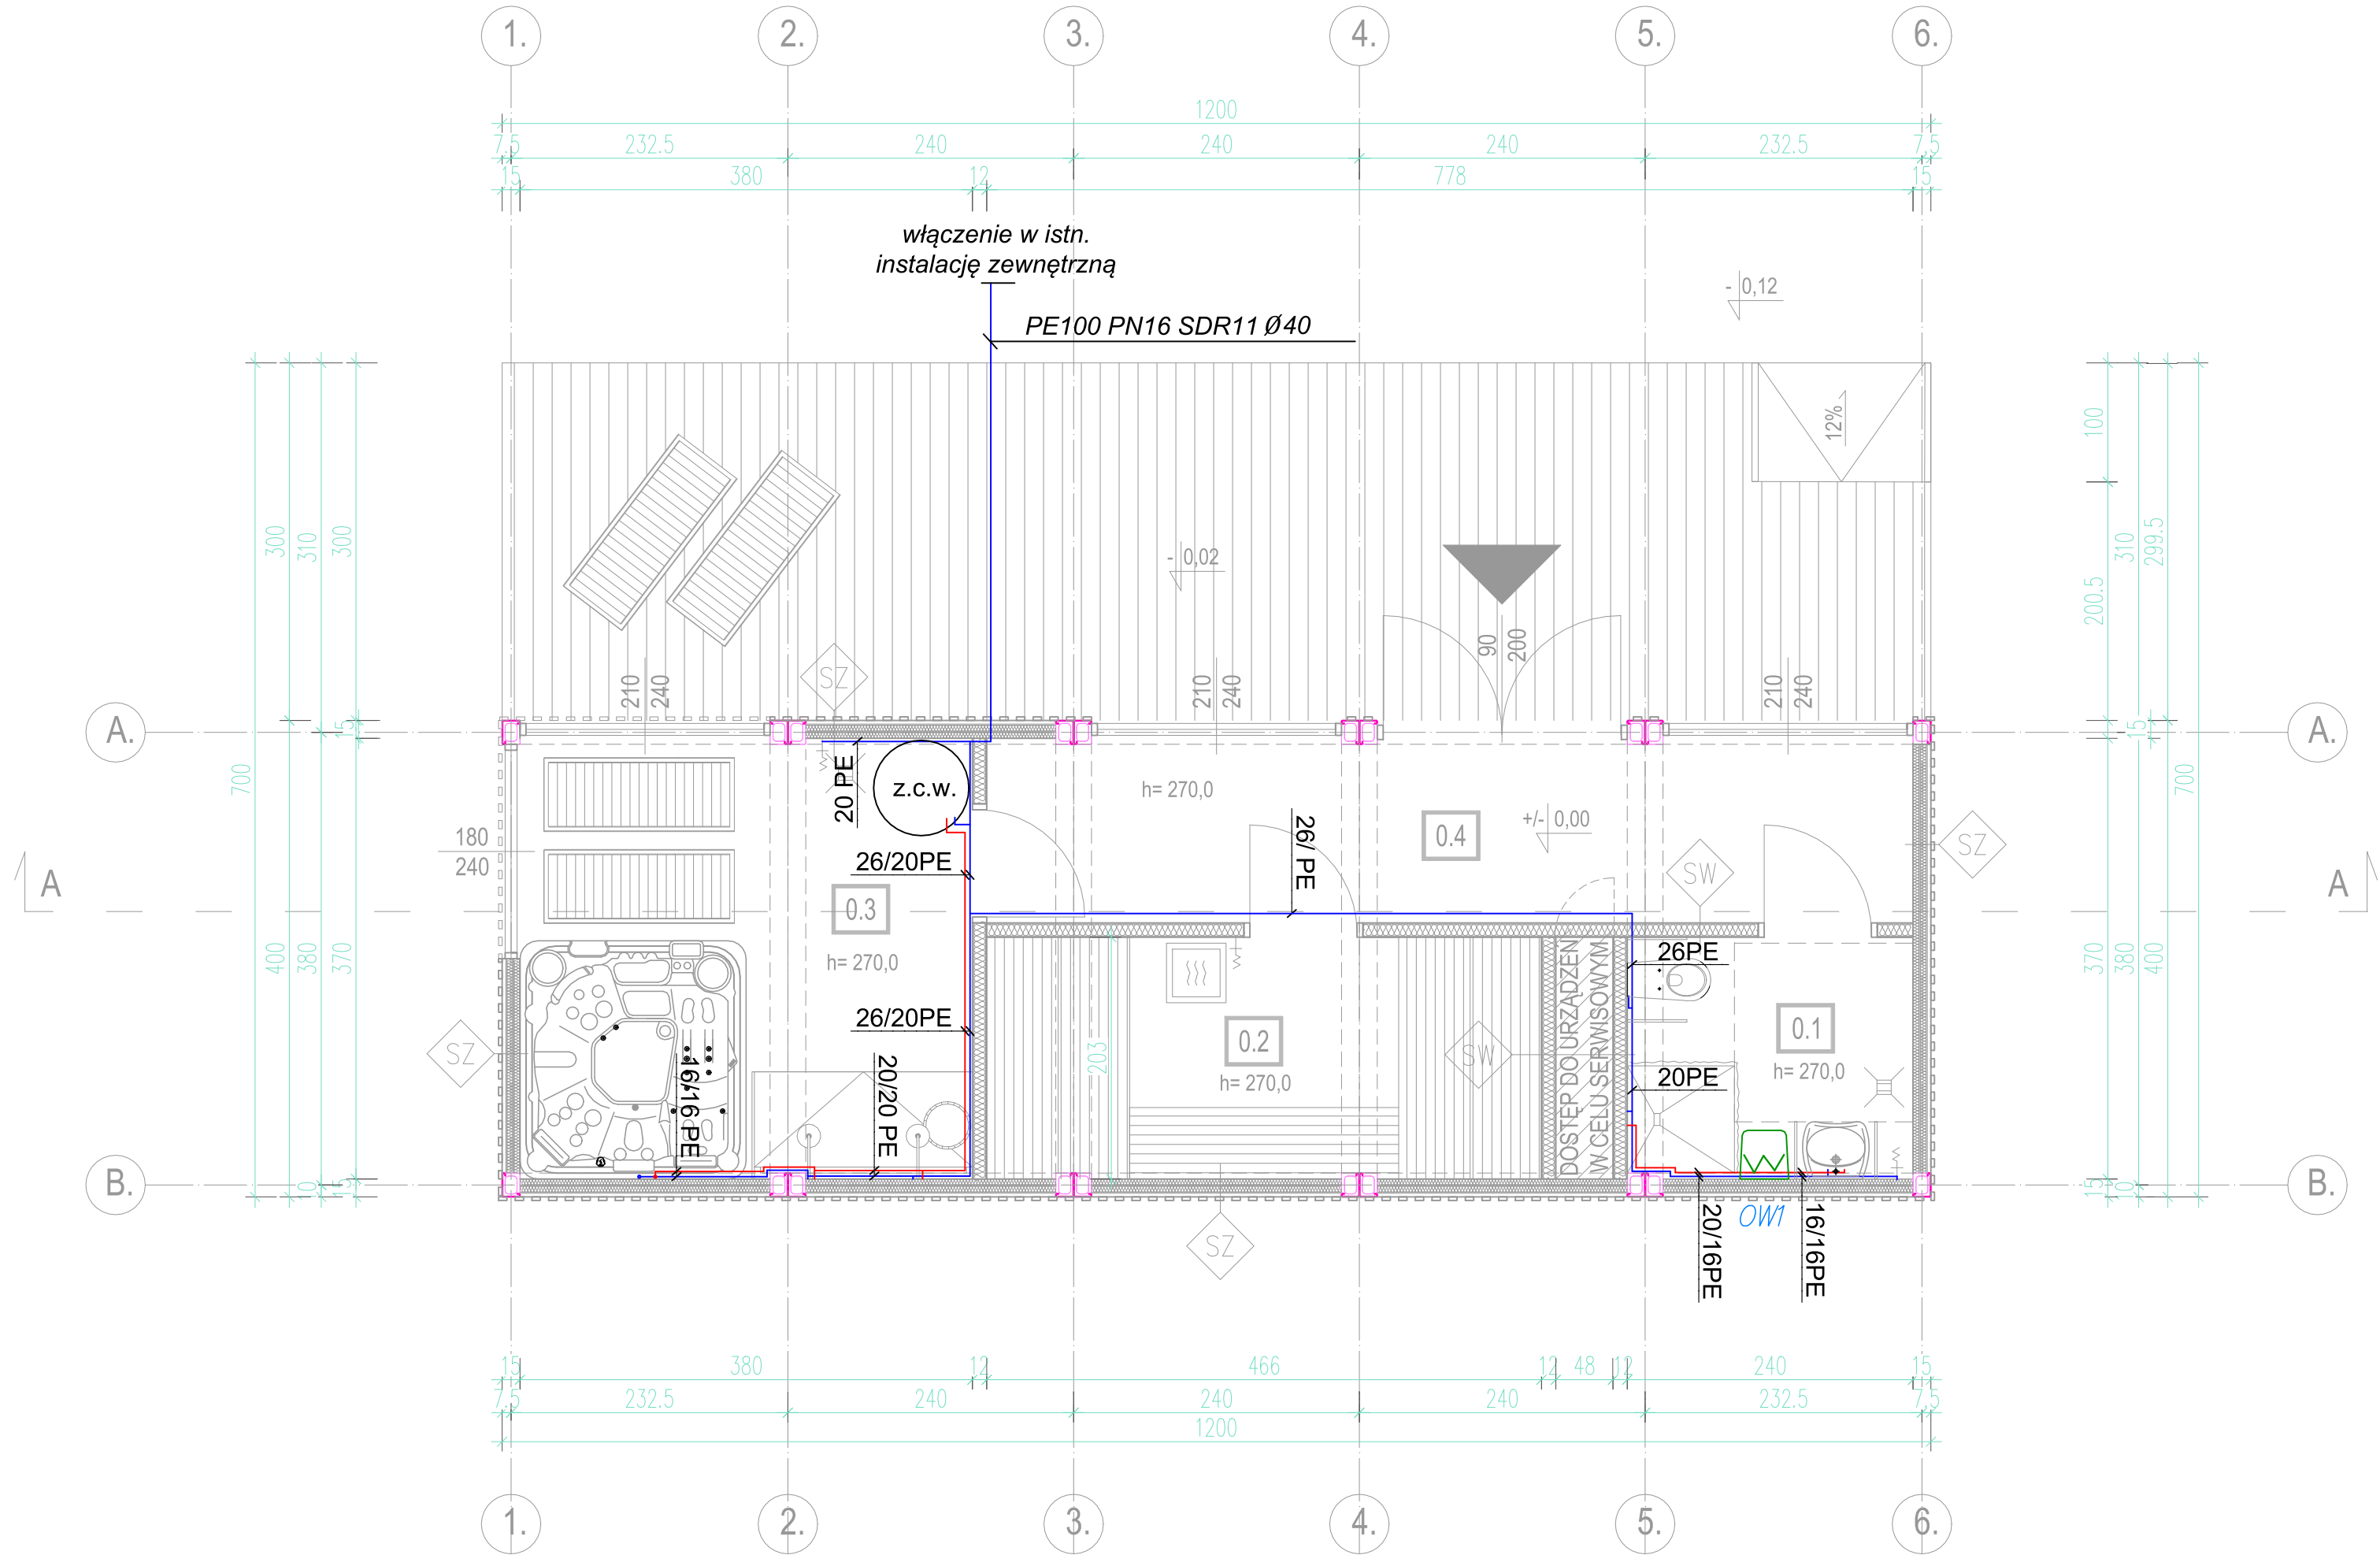 1. 2. 3. 4. 5. 6.
1200
7.5 232.5 240 240 240 232.5 7.5
15 380 12 778 15
włączenie w istn.
instalację zewnętrzną
PE100 PN16 SDR11 Ø40
- 0,12
12%
- 0,02
90
200
210
240
210
240
210
240
SZ
A. A.
300
310
300
700
15
400
380
370
10
15
100
310
299.5
200.5
15
700
370
380
400
15
10
20 PE
z.c.w.
h= 270,0
26/ PE
0.4
+/- 0,00
SW
SZ
180
240
A A
26/20PE
0.3
h= 270,0
26/20PE
SZ
16/16 PE
20/20 PE
203
0.2
h= 270,0
SW
DOSTĘP DO URZĄDZEŃ
W CELU SERWISOWYM
26PE
20PE
0.1
h= 270,0
W
B. B.
SZ
OW1
20/16PE
16/16PE
15 380 12 466 12 48 12 240 15
7.5 232.5 240 240 240 232.5 7.5
1200
1. 2. 3. 4. 5. 6.